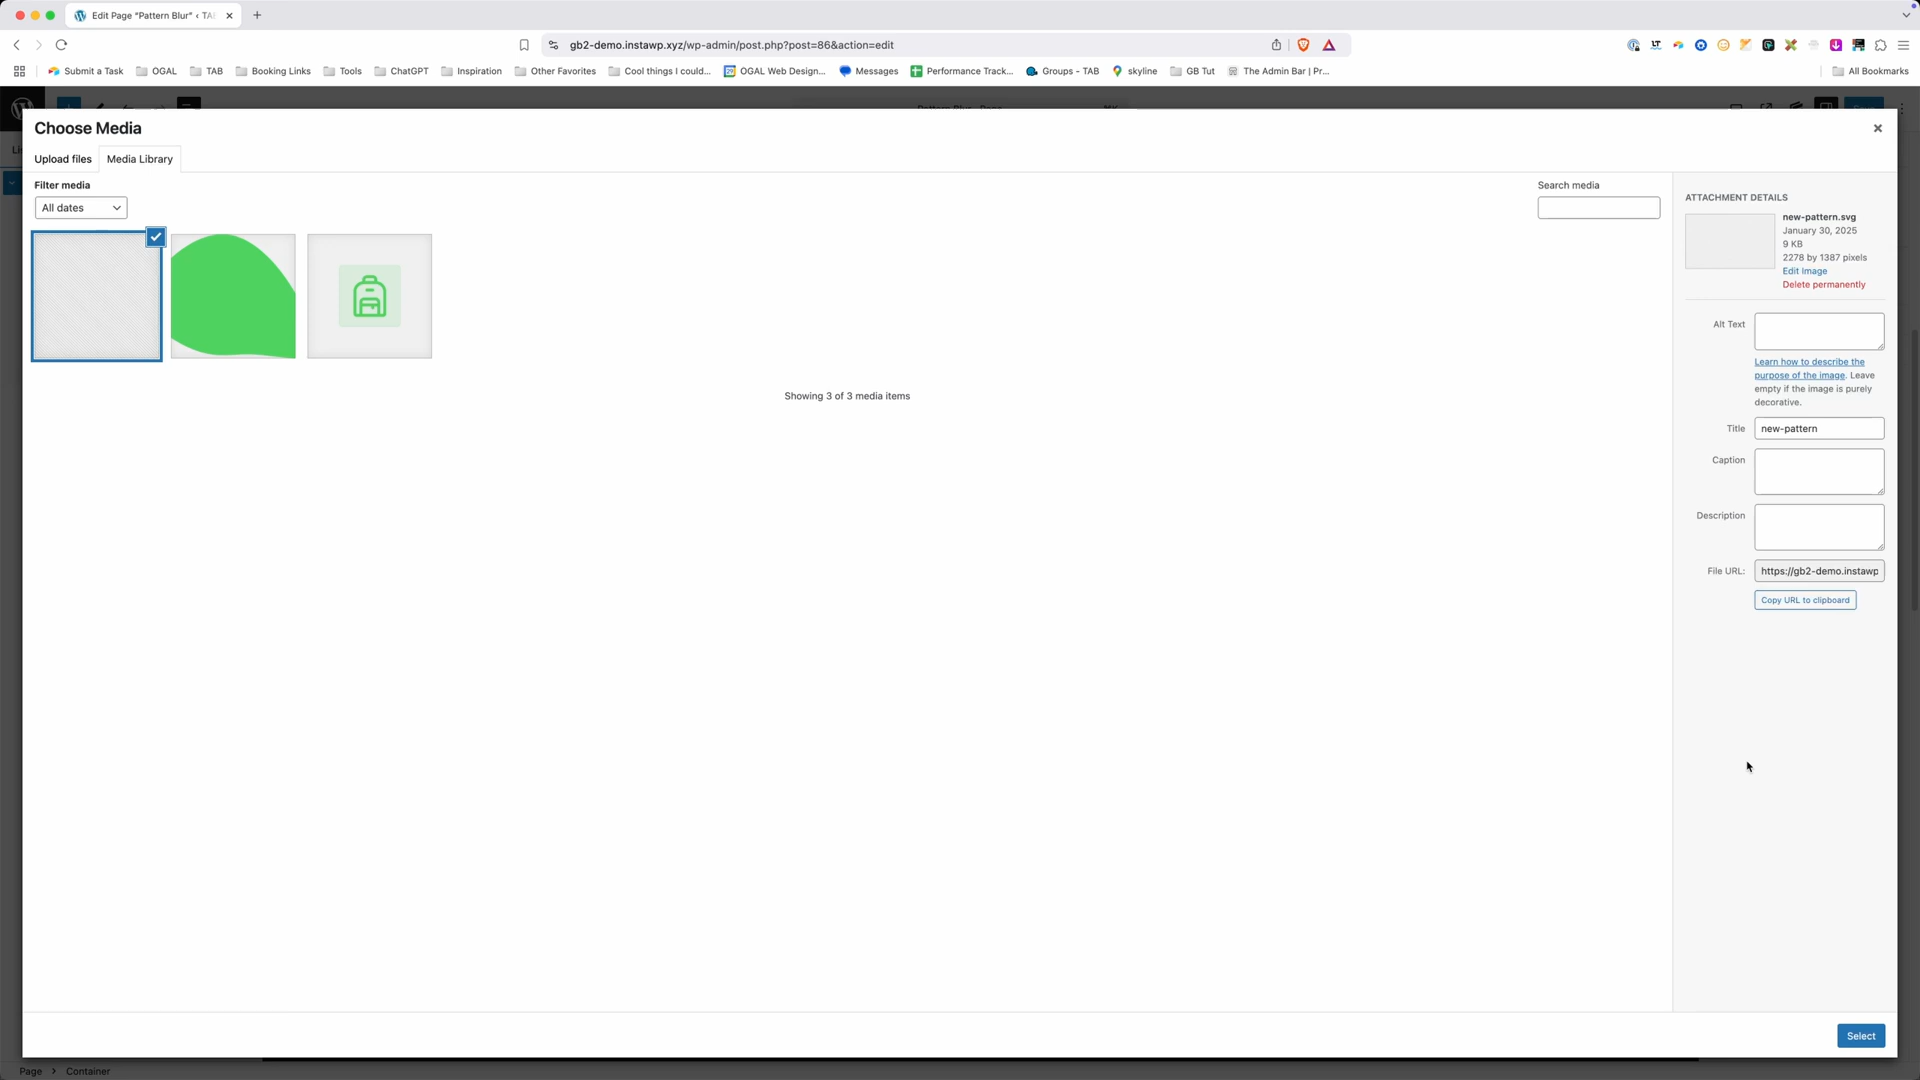 Edit Page “Pattern Blur” ‹ TA
gb2-demo.instawp.xyz/wp-admin/post.php?post=86&action=edit
Submit a Task
OGAL
TAB
Booking Links
Tools
ChatGPT
Inspiration
Other Favorites
Cool things I could...
OGAL Web Design...
Messages
Performance Track...
Groups - TAB
skyline
GB Tut
The Admin Bar | Pr...
All Bookmarks
Choose Media
Upload files
Media Library
Filter media
All dates
Search media
Showing 3 of 3 media items
ATTACHMENT DETAILS
new-pattern.svg
January 30, 2025
9 KB
2278 by 1387 pixels
Edit Image
Delete permanently
Alt Text
Learn how to describe the
purpose of the image. Leave
empty if the image is purely
decorative.
Title
new-pattern
Caption
Description
File URL:
https://gb2-demo.instawp
Copy URL to clipboard
Select
Page
Container